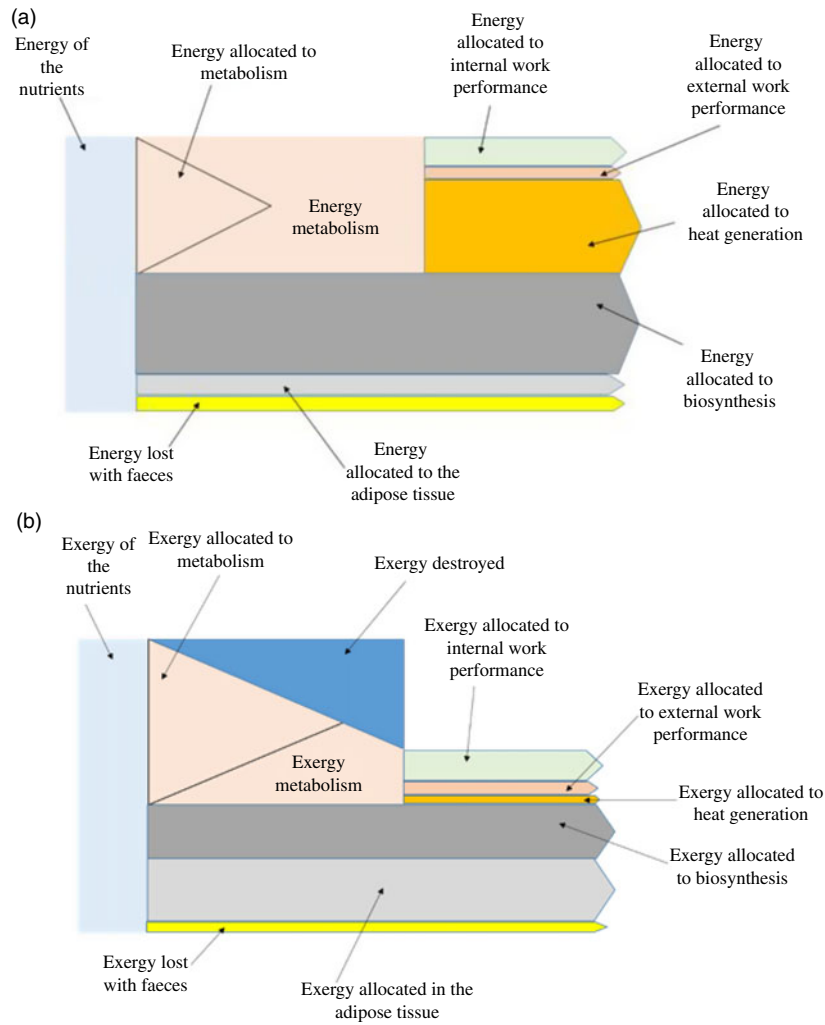 (a)
Energy of
the
nutrients
Energy allocated to
metabolism
Energy
allocated to
internal work
performance
Energy
allocated to
external work
performance
Energy
metabolism
Energy
allocated to
heat generation
Energy
allocated to
biosynthesis
Energy lost
with faeces
Energy
allocated to the
adipose tissue
(b)
Exergy of
the
nutrients
Exergy allocated to
metabolism
Exergy destroyed
Exergy allocated to
internal work
performance
Exergy allocated
to external work
performance
Exergy
metabolism
Exergy allocated to
heat generation
Exergy allocated
to biosynthesis
Exergy lost
with faeces
Exergy allocated in the
adipose tissue